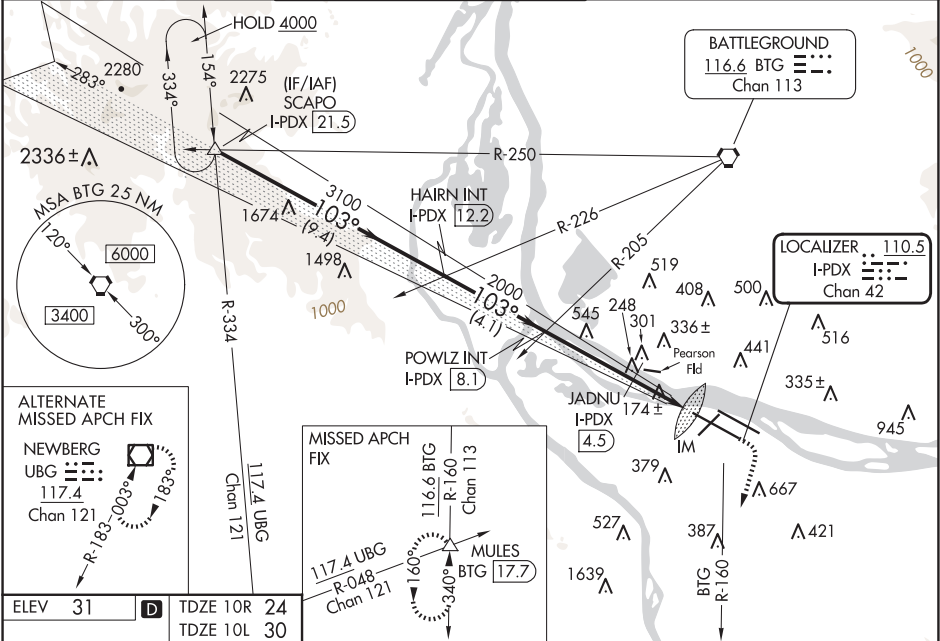 HOLD 4000
154°
334°
283°
2280
2275
(IF/IAF)
SCAPO
I-PDX 21.5
2336±
BATTLEGROUND
116.6 BTG
Chan 113
1000
R-250
3100
103°
(9.4)
1674
1498
1000
HAIRN INT
I-PDX 12.2
R-226
R-205
2000
103°
(4.1)
MSA BTG 25 NM
120°
6000
3400
300°
R-334
LOCALIZER 110.5
I-PDX
Chan 42
519
408
500
248
545
301
336±
516
Pearson
Fld
441
POWLZ INT
I-PDX 8.1
335±
JADNU
I-PDX
4.5
174±
945
IM
ALTERNATE
MISSED APCH FIX
NEWBERG
UBG
117.4
Chan 121
R-183-003°
183°
117.4 UBG
Chan 121
MISSED APCH
FIX
116.6 BTG
R-160
Chan 113
117.4 UBG
R-048
Chan 121
160°
340°
MULES
BTG 17.7
379
667
527
387
421
1639
BTG
R-160
ELEV 31
D
TDZE 10R 24
TDZE 10L 30